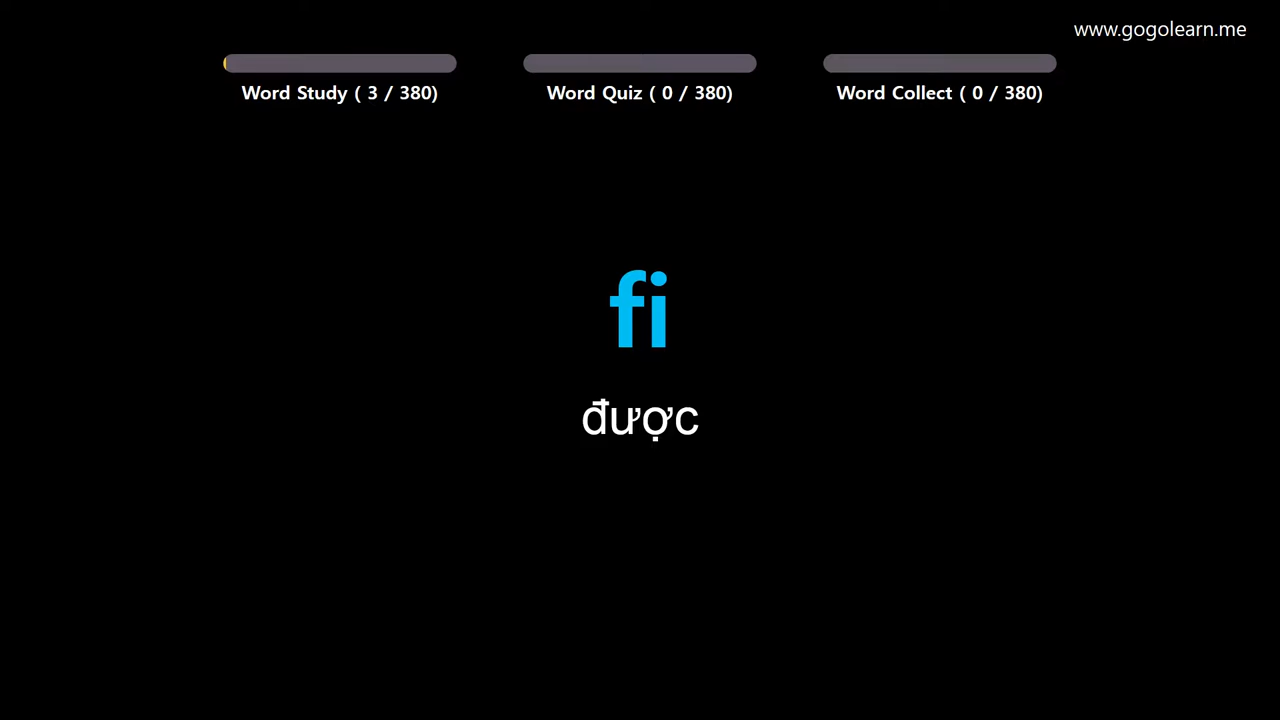 www.gogolearn.me
Word Study ( 3 / 380)
Word Quiz ( 0 / 380)
Word Collect ( 0 / 380)
fi
được